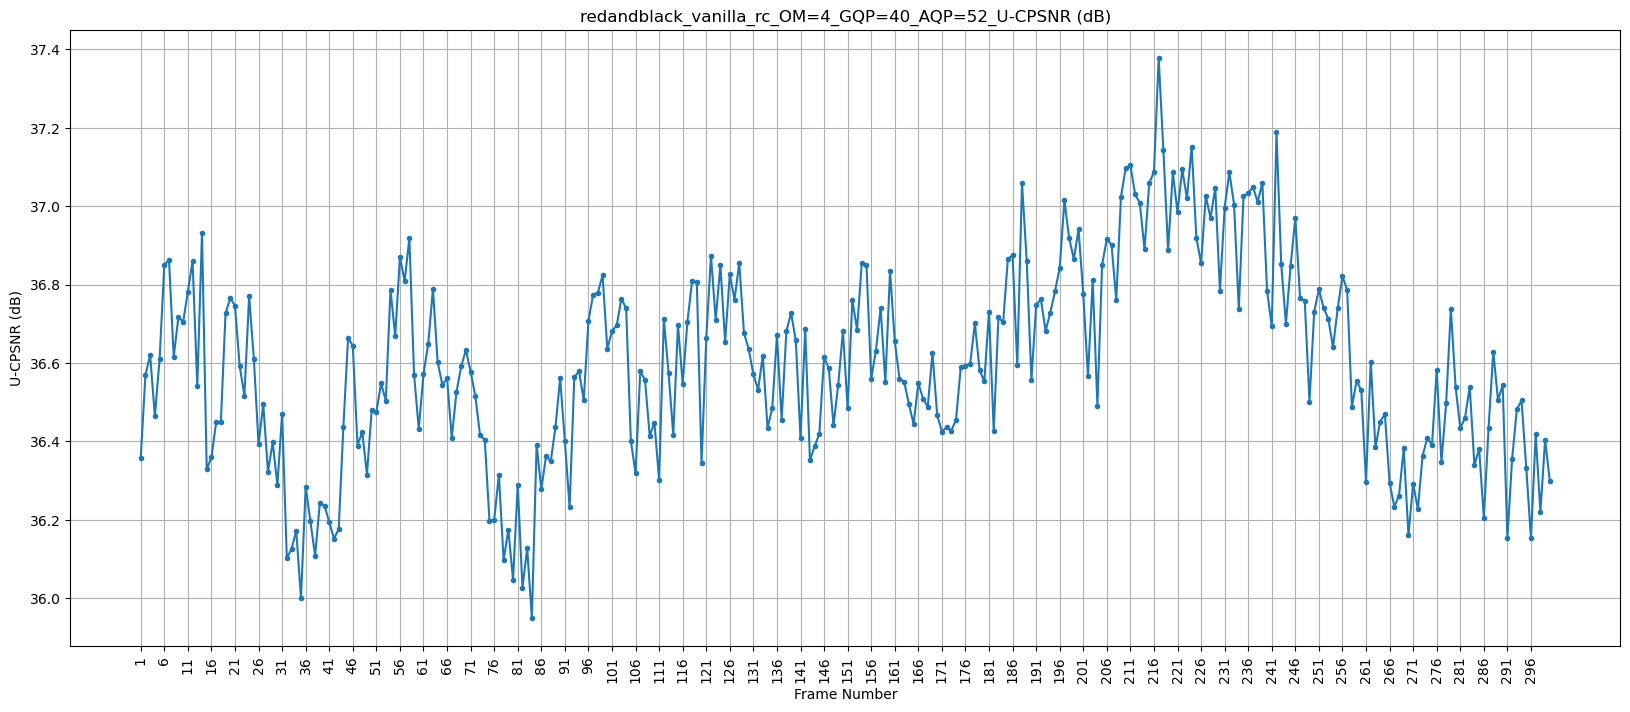 redandblack_vanilla_rc_OM=4_GQP=40_AQP=52_U-CPSNR (dB)
37.4
37.2
37.0
36.8
36.6
36.4
36.2
36.0
U-CPSNR (dB)
1 6 11 16 21 26 31 36 41 46 51 56 61 66 71 76 81 86 91 96 101 106 111 116 121 126 131 136 141 146 151 156 161 166 171 176 181 186 191 196 201 206 211 216 221 226 231 236 241 246 251 256 261 266 271 276 281 286 291 296
Frame Number